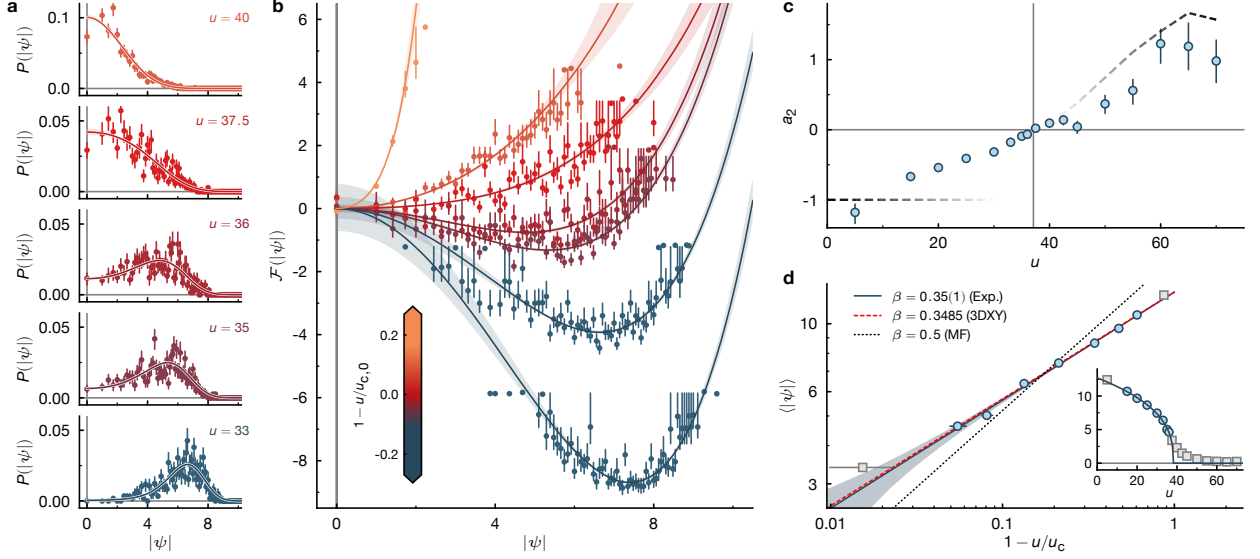 a
u = 40
0.1
0.0
P(|ψ|)
u = 37.5
0.05
0.00
P(|ψ|)
u = 36
0.05
0.00
P(|ψ|)
u = 35
0.05
0.00
P(|ψ|)
u = 33
0.05
0.00
P(|ψ|)
0 4 8
|ψ|
b
6
4
2
0
-2
-4
-6
-8
F(|ψ|)
0.2
0.0
-0.2
1 − u/u_c,0
0 4 8
|ψ|
c
1
0
-1
a_2
0 20 40 60
u
d
β = 0.35(1) (Exp.)
β = 0.3485 (3DXY)
β = 0.5 (MF)
10
6
3
⟨|ψ|⟩
0.01 0.1 1
1 − u/u_c
10
5
0
0 20 40 60
u